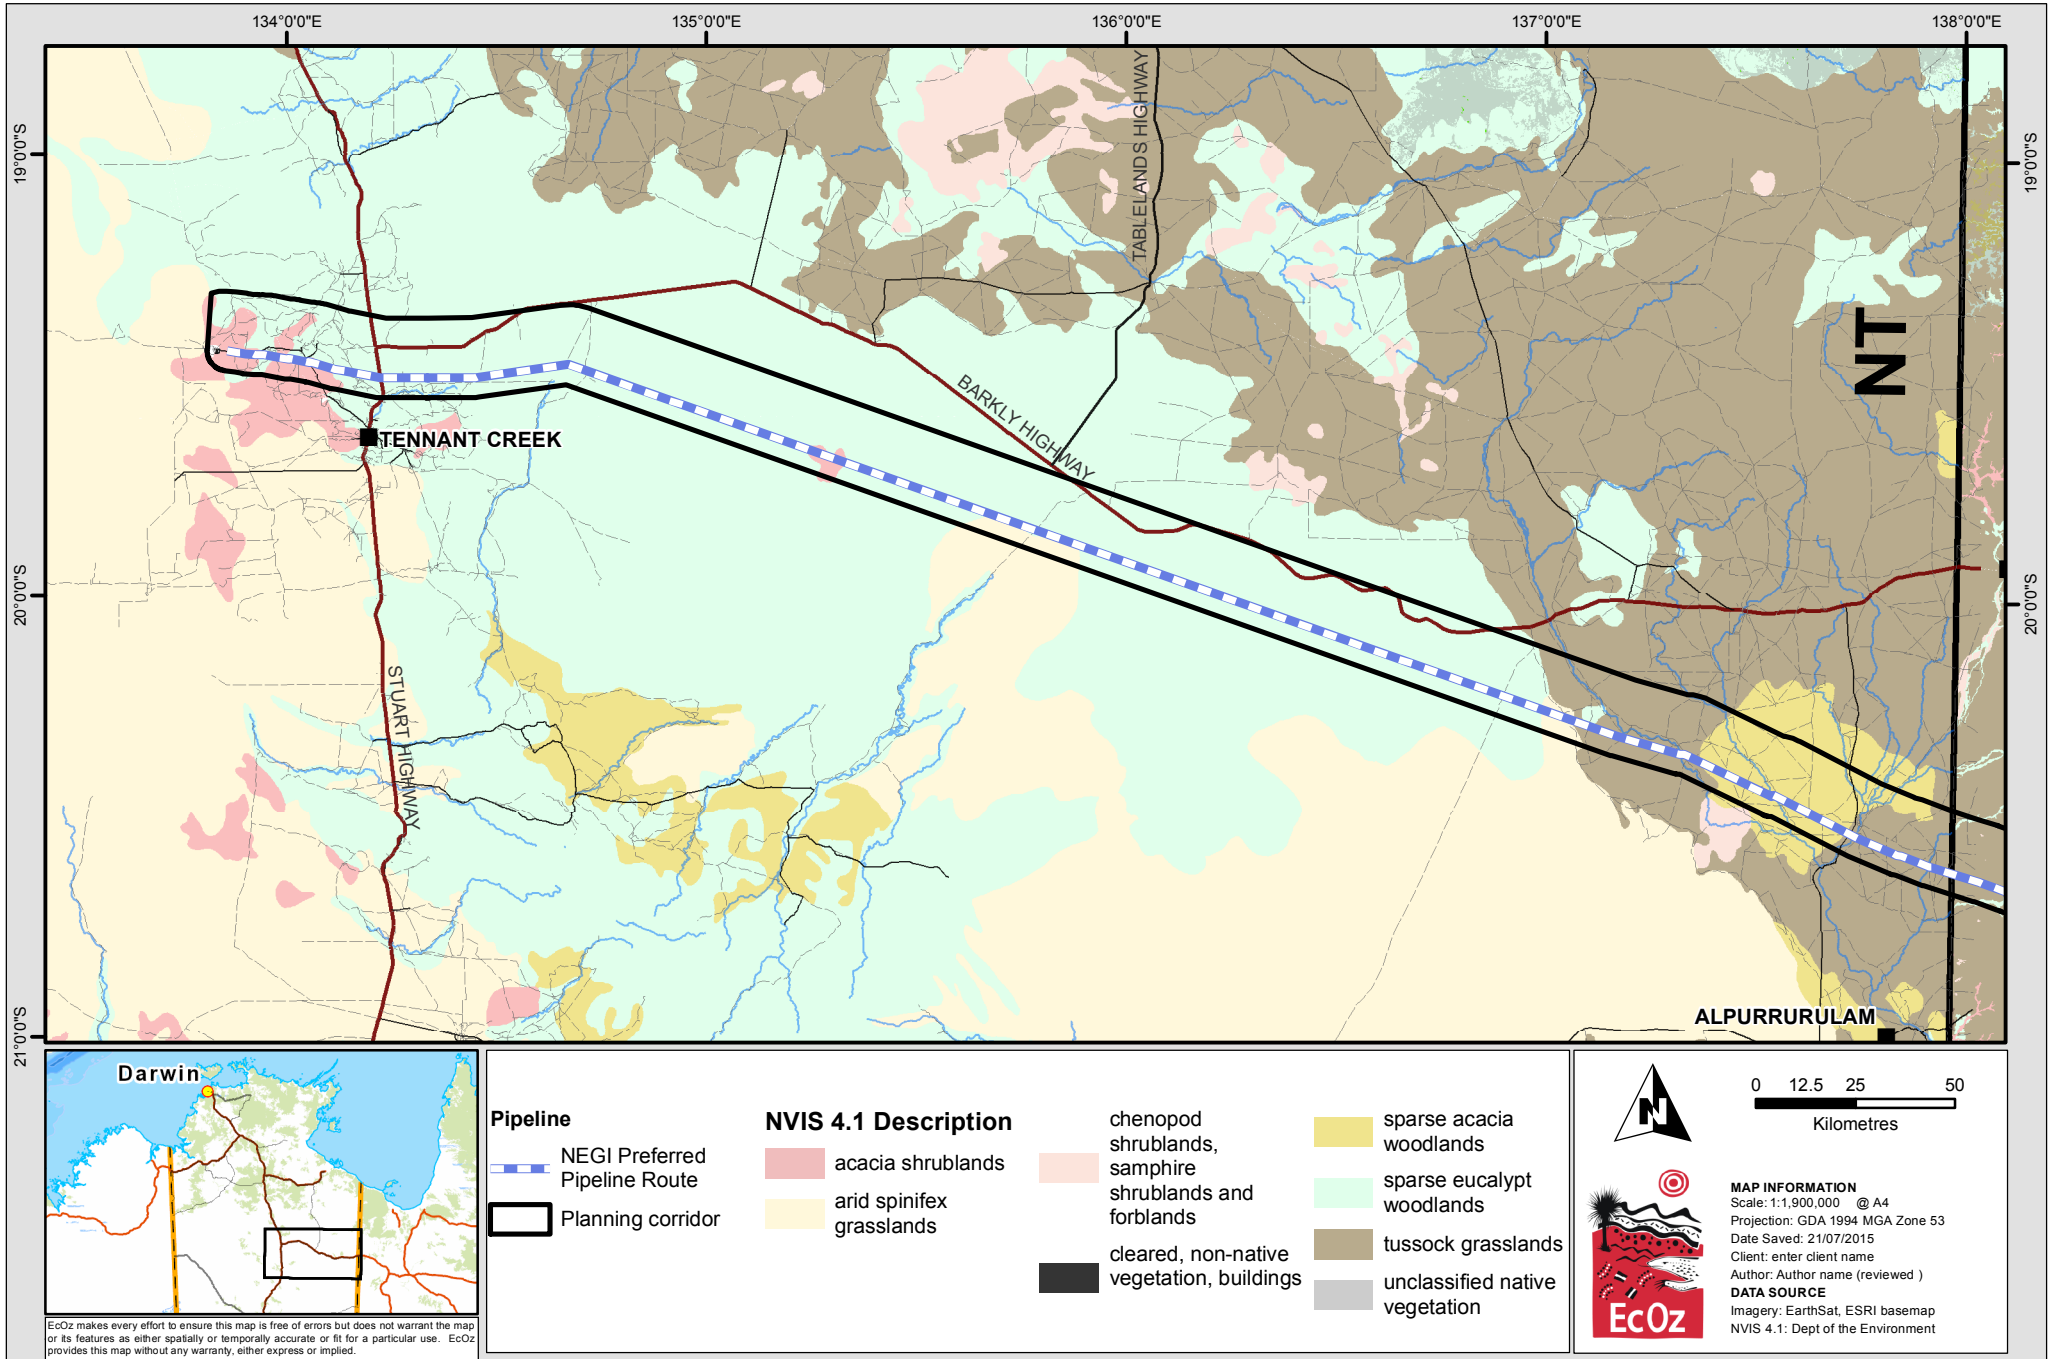 134°0'0"E
135°0'0"E
136°0'0"E
137°0'0"E
138°0'0"E
19°0'0"S
19°0'0"S
20°0'0"S
20°0'0"S
21°0'0"S
TABLELANDS HIGHWAY
NT
BARKLY HIGHWAY
TENNANT CREEK
STUART HIGHWAY
ALPURRURULAM
Darwin
EcOz makes every effort to ensure this map is free of errors but does not warrant the map
or its features as either spatially or temporally accurate or fit for a particular use. EcOz
provides this map without any warranty, either express or implied.
Pipeline
NEGI Preferred
Pipeline Route
Planning corridor
NVIS 4.1 Description
acacia shrublands
arid spinifex
grasslands
chenopod
shrublands,
samphire
shrublands and
forblands
cleared, non-native
vegetation, buildings
sparse acacia
woodlands
sparse eucalypt
woodlands
tussock grasslands
unclassified native
vegetation
N
0 12.5 25 50
Kilometres
EcOz
MAP INFORMATION
Scale: 1:1,900,000 @ A4
Projection: GDA 1994 MGA Zone 53
Date Saved: 21/07/2015
Client: enter client name
Author: Author name (reviewed )
DATA SOURCE
Imagery: EarthSat, ESRI basemap
NVIS 4.1: Dept of the Environment